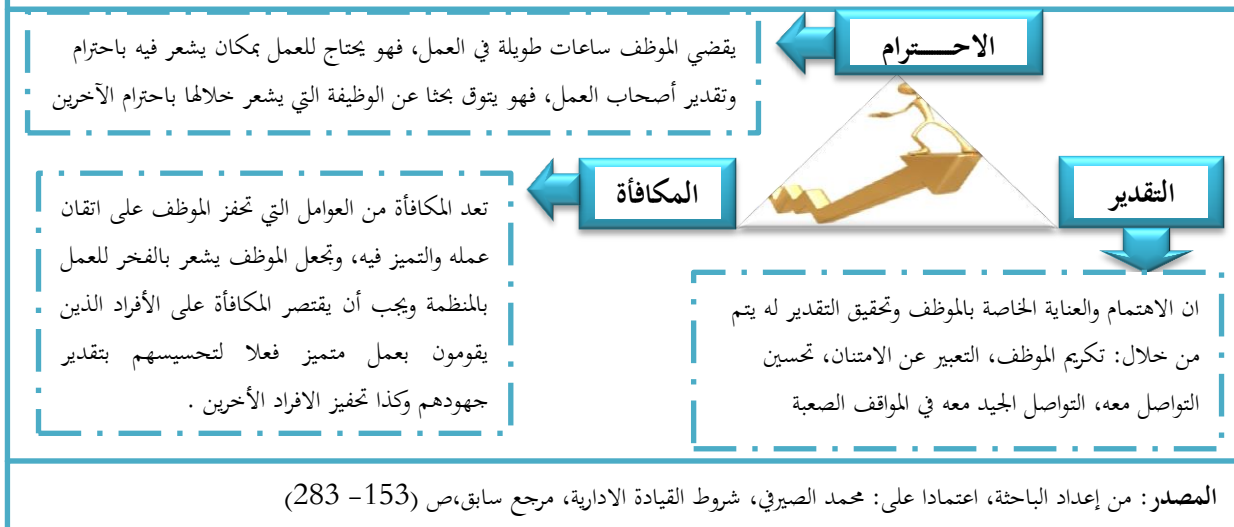 الاحـــــترام
يقضي الموظف ساعات طويلة في العمل، فهو يحتاج للعمل بمكان يشعر فيه باحترام
وتقدير أصحاب العمل، فهو يتوق بحثا عن الوظيفة التي يشعر خلالها باحترام الآخرين
التقدير
ان الاهتمام والعناية الخاصة بالموظف وتحقيق التقدير له يتم
من خلال: تكريم الموظف، التعبير عن الامتنان، تحسين
التواصل معه، التواصل الجيد معه في المواقف الصعبة
المكافأة
تعد المكافأة من العوامل التي تحفز الموظف على اتقان
عمله والتميز فيه، وتجعل الموظف يشعر بالفخر للعمل
بالمنظمة ويجب أن يقتصر المكافأة على الأفراد الذين
يقومون بعمل متميز فعلا لتحسيسهم بتقدير
جهودهم وكذا تحفيز الافراد الأخرين .
المصدر: من إعداد الباحثة، اعتمادا على: محمد الصيرفي، شروط القيادة الادارية، مرجع سابق،ص (153- 283)